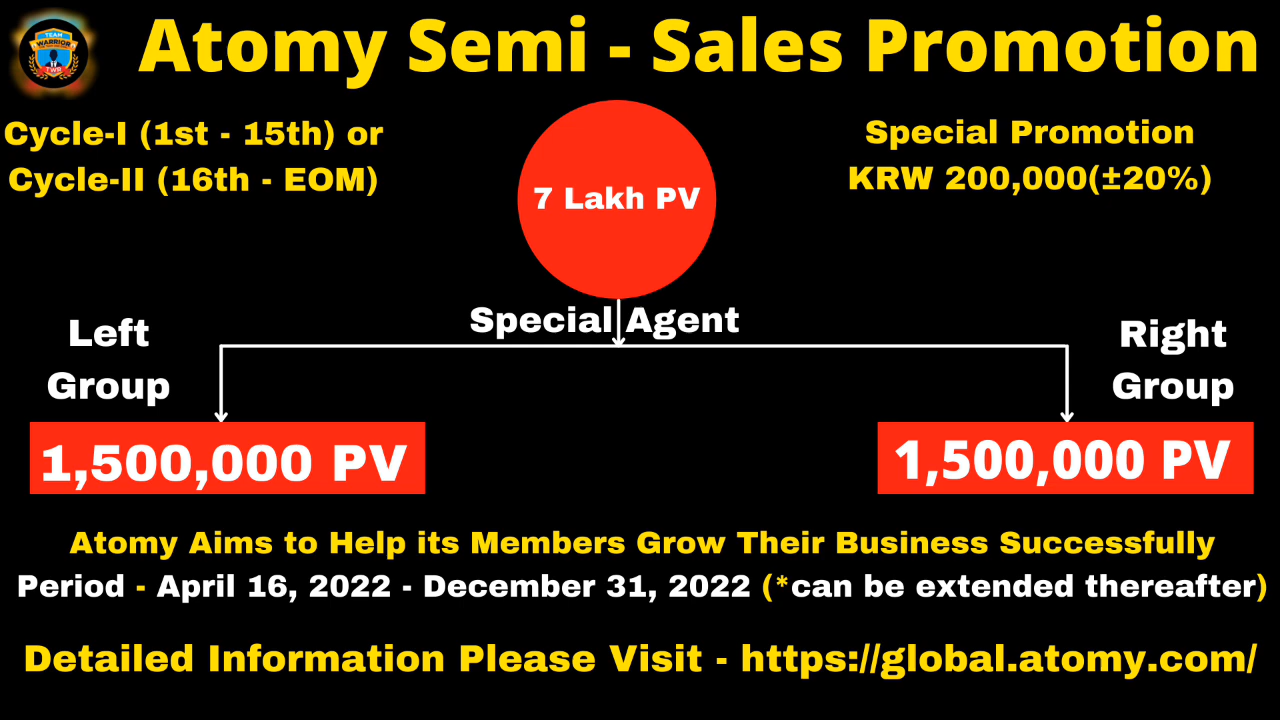 TEAM
WARRIOR
TWR
Atomy Semi - Sales Promotion
Cycle-I (1st - 15th) or
Cycle-II (16th - EOM)
7 Lakh PV
Special Promotion
KRW 200,000(±20%)
Special Agent
Left
Group
1,500,000 PV
Right
Group
1,500,000 PV
Atomy Aims to Help its Members Grow Their Business Successfully
Period - April 16, 2022 - December 31, 2022 (*can be extended thereafter)
Detailed Information Please Visit - https://global.atomy.com/